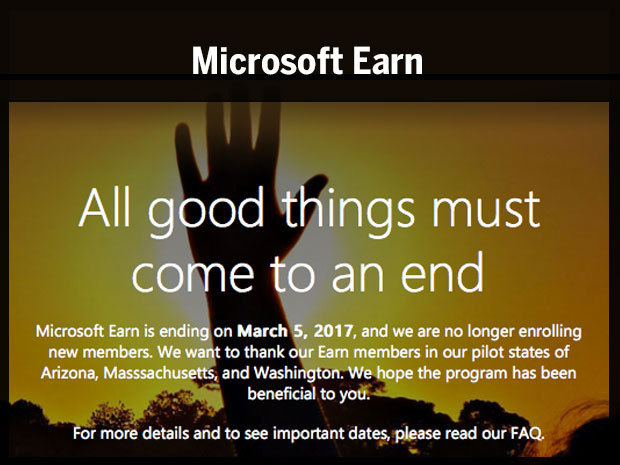 Microsoft Earn
All good things must
come to an end
Microsoft Earn is ending on March 5, 2017, and we are no longer enrolling
new members. We want to thank our Earn members in our pilot states of
Arizona, Masssachusetts, and Washington. We hope the program has been
beneficial to you.
For more details and to see important dates, please read our FAQ.